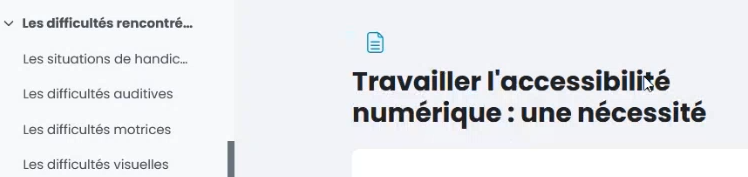 Les difficultés rencontré...
Les situations de handic...
Les difficultés auditives
Les difficultés motrices
Les difficultés visuelles
Travailler l'accessibilité
numérique : une nécessité